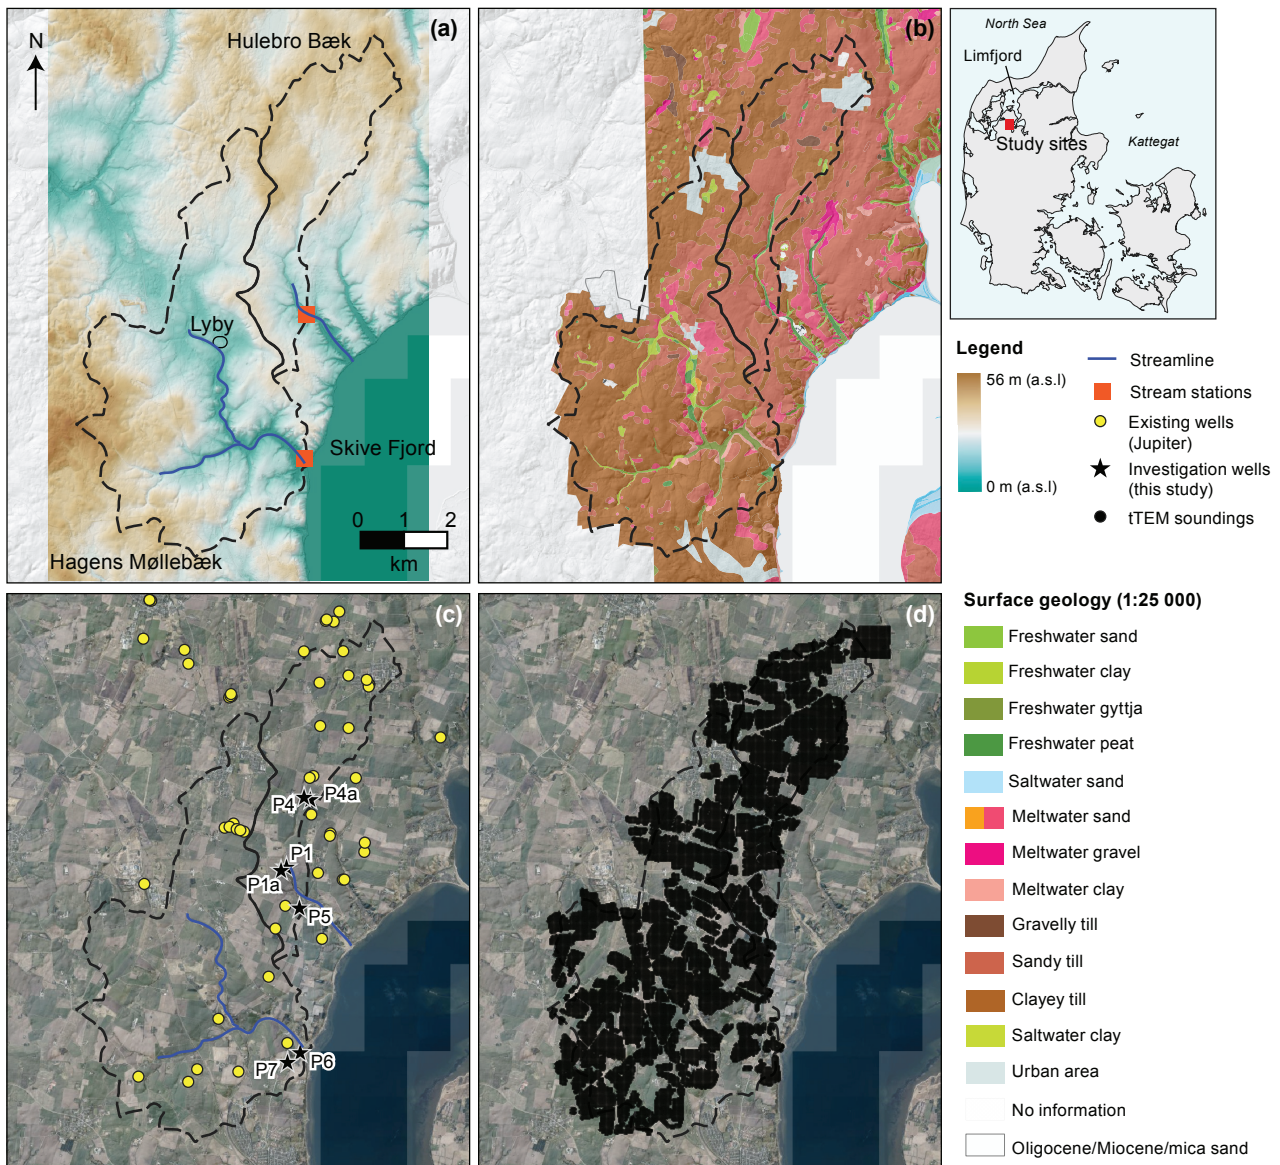 (a)
N
Hulebro Bæk
Lyby
Skive Fjord
0 1 2
km
Hagens Møllebæk
(b)
North Sea
Limfjord
Kattegat
Study sites
Legend
56 m (a.s.l)
0 m (a.s.l)
Streamline
Stream stations
Existing wells
(Jupiter)
Investigation wells
(this study)
tTEM soundings
(c)
P4
P4a
P1
P1a
P5
P6
P7
(d)
Surface geology (1:25 000)
Freshwater sand
Freshwater clay
Freshwater gyttja
Freshwater peat
Saltwater sand
Meltwater sand
Meltwater gravel
Meltwater clay
Gravelly till
Sandy till
Clayey till
Saltwater clay
Urban area
No information
Oligocene/Miocene/mica sand